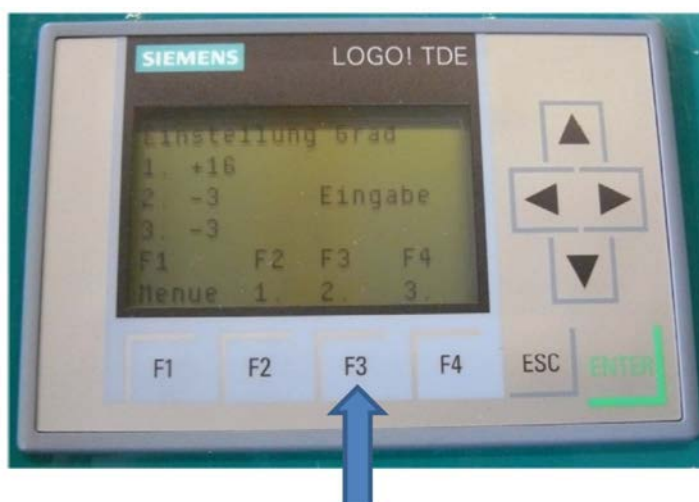 SIEMENS LOGO! TDE
Einstellung Grad
1. +16
2. -3 Eingabe
3. -3
F1 F2 F3 F4
Menue 1. 2. 3.
F1 F2 F3 F4 ESC ENTER